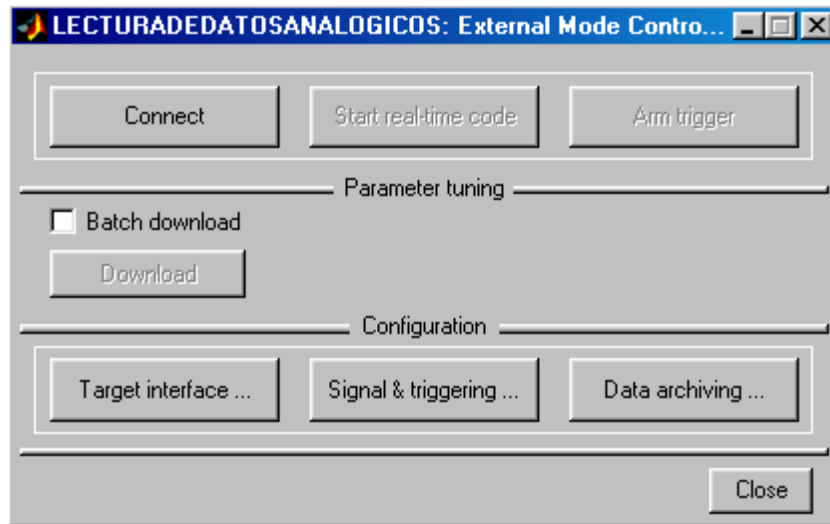 LECTURADEDATOSANALOGICOS: External Mode Contro...
Connect
Start real-time code
Arm trigger
Parameter tuning
Batch download
Download
Configuration
Target interface ...
Signal & triggering ...
Data archiving ...
Close